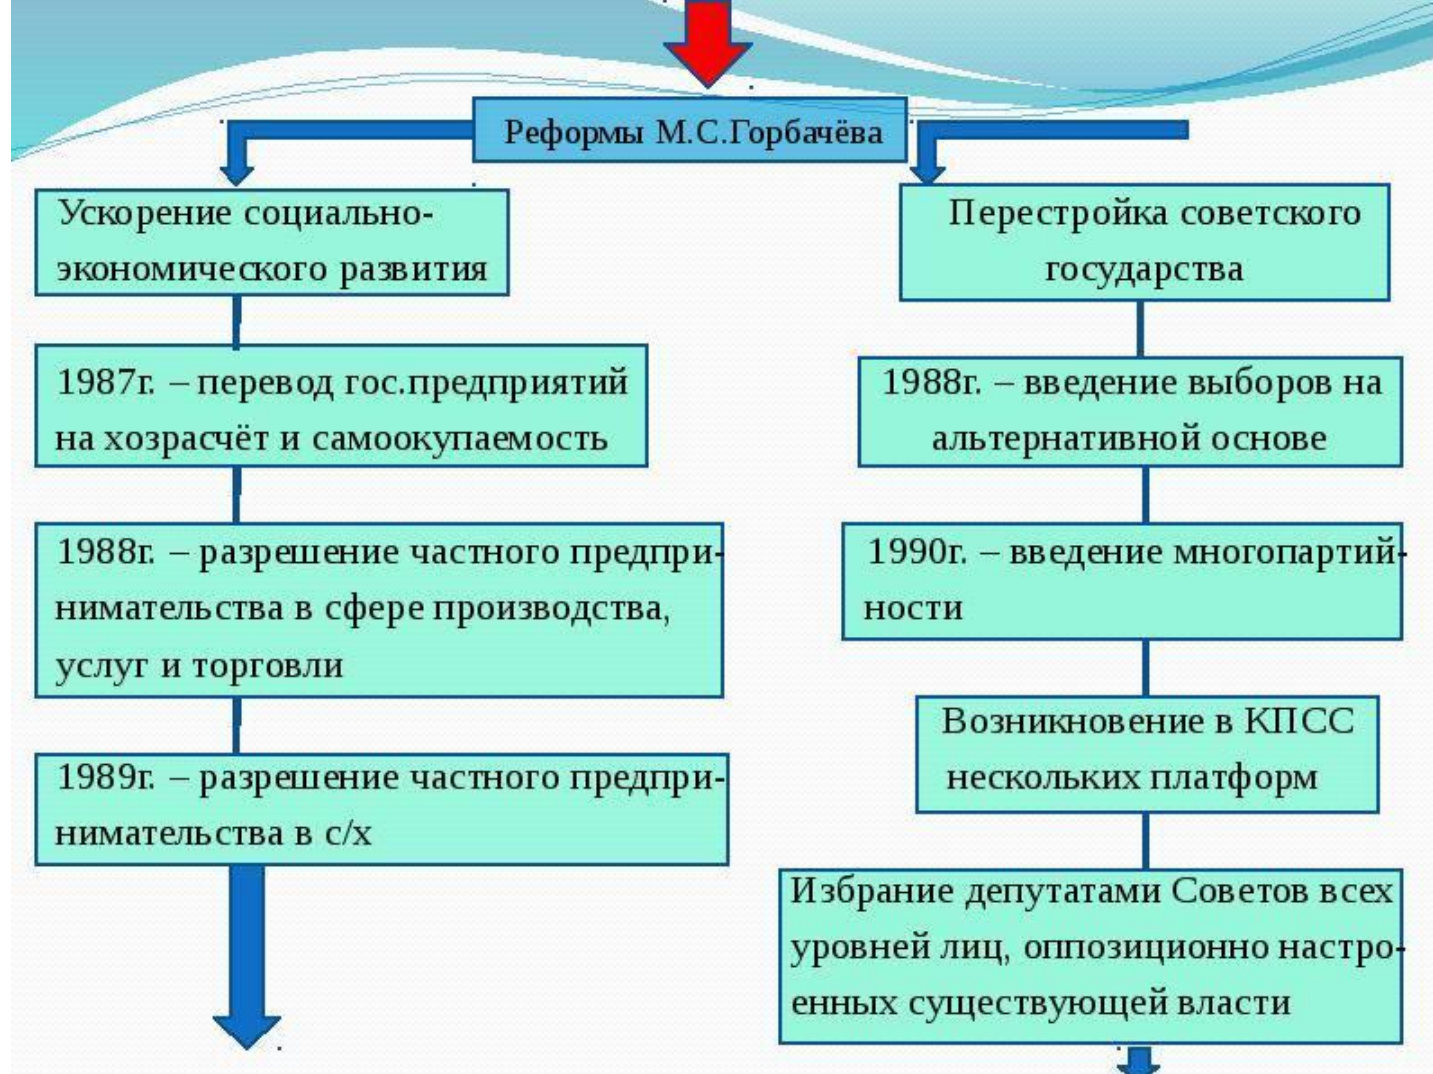 Реформы М.С.Горбачёва
Ускорение социально-
экономического развития
1987г. – перевод гос.предприятий
на хозрасчёт и самоокупаемость
1988г. – разрешение частного предпри-
нимательства в сфере производства,
услуг и торговли
1989г. – разрешение частного предпри-
нимательства в с/х
Перестройка советского
государства
1988г. – введение выборов на
альтернативной основе
1990г. – введение многопартий-
ности
Возникновение в КПСС
нескольких платформ
Избрание депутатами Советов всех
уровней лиц, оппозиционно настро-
енных существующей власти